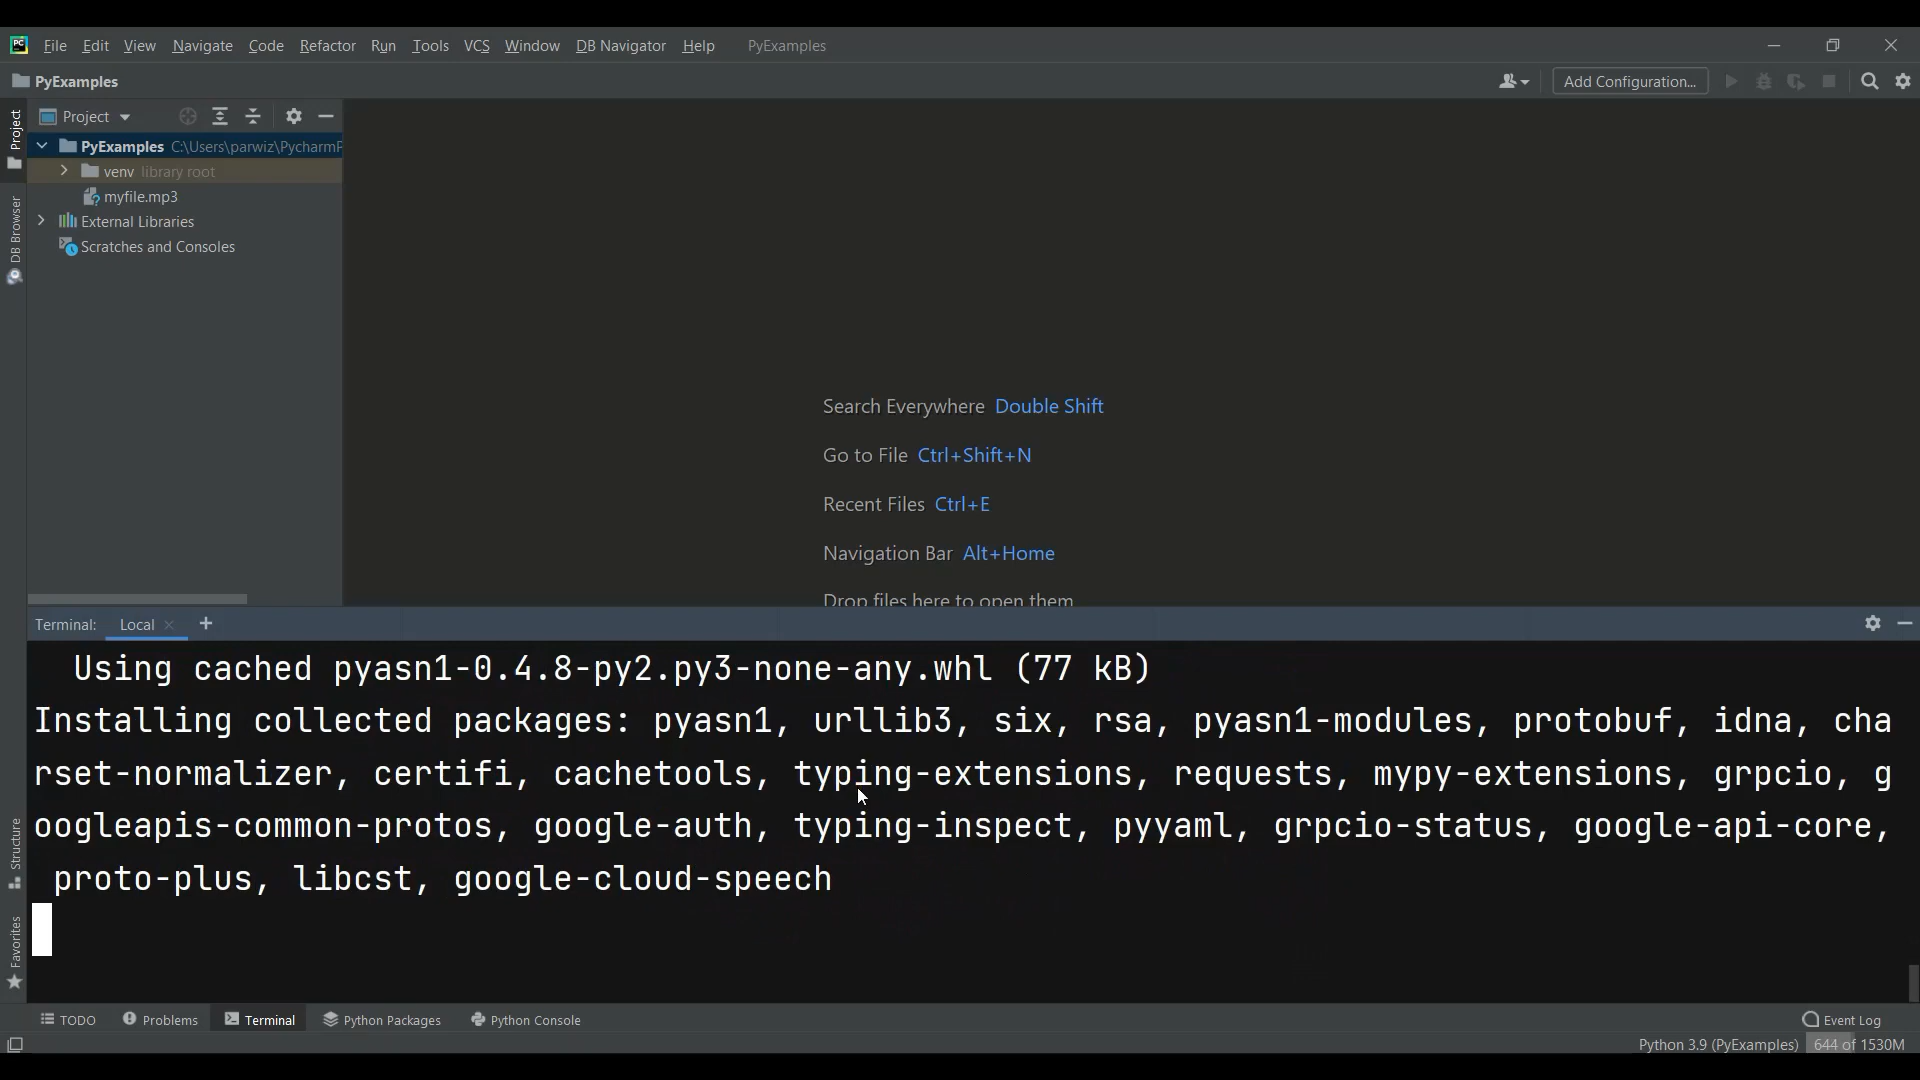 PC File Edit View Navigate Code Refactor Run Tools VCS Window DB Navigator Help PyExamples
PyExamples Add Configuration...
Project
PyExamples C:\Users\parwiz\PycharmP
venv library root
myfile.mp3
External Libraries
Scratches and Consoles
Project
DB Browser
Structure
Favorites
Search Everywhere Double Shift
Go to File Ctrl+Shift+N
Recent Files Ctrl+E
Navigation Bar Alt+Home
Drop files here to open them
Terminal: Local
Using cached pyasn1-0.4.8-py2.py3-none-any.whl (77 kB)
Installing collected packages: pyasn1, urllib3, six, rsa, pyasn1-modules, protobuf, idna, cha
rset-normalizer, certifi, cachetools, typing-extensions, requests, mypy-extensions, grpcio, g
oogleapis-common-protos, google-auth, typing-inspect, pyyaml, grpcio-status, google-api-core,
proto-plus, libcst, google-cloud-speech
TODO Problems Terminal Python Packages Python Console Event Log
Python 3.9 (PyExamples) 644 of 1530M